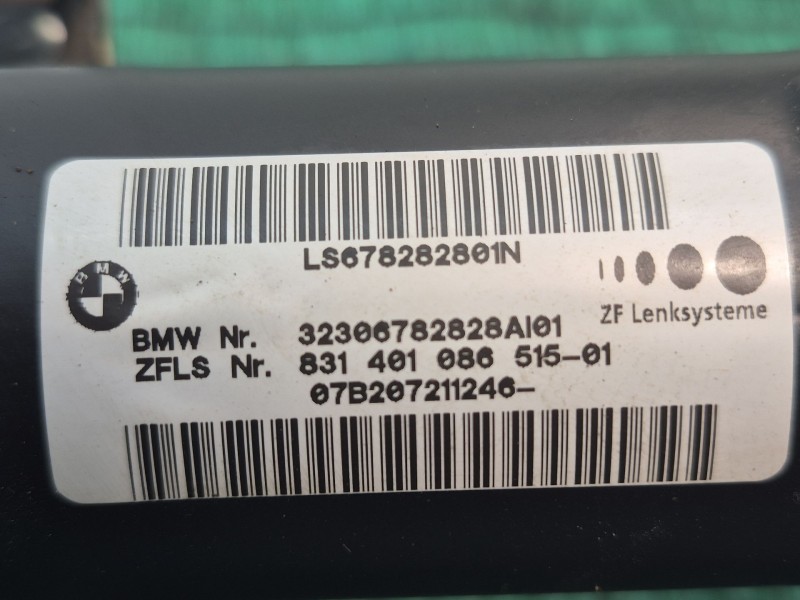 LS678282801N
BMW
BMW Nr. 32306782828AI01
ZF Lenksysteme
ZFLS Nr. 831 401 086 515-01
07B207211246-